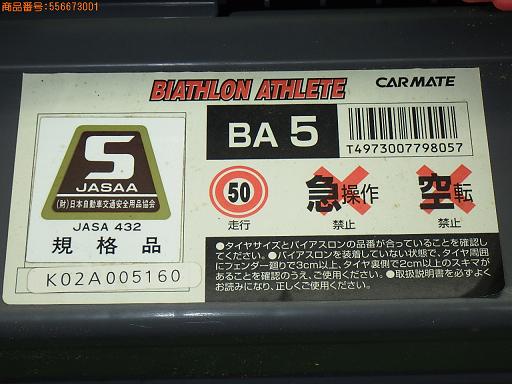 商品番号:556673001
BIATHLON ATHLETE
CARMATE
BA 5
T4973007798057
S
JASAA
(財)日本自動車交通安全用品協会
JASA 432
規格品
K02A005160
50
走行
急操作
禁止
空転
禁止
●タイヤサイズとバイアスロンの品番が合っていることを確認し
てください。●バイアスロンを装着していない状態で、タイヤ周囲
にフェンダー廻りで3cm以上、タイヤ裏側で2cm以上のスキマが
あることを確認のうえ、ご使用ください。●取扱説明書を必ずよく
お読みになり、正しくご使用ください。